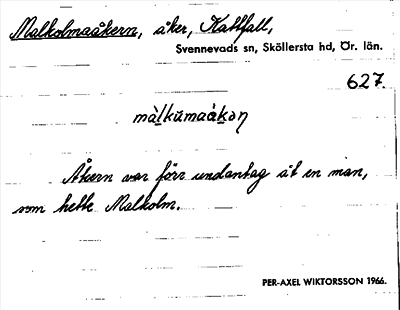 Malkolmaåkern, åker, Kattfall,
Svennevads sn, Sköllersta hd, Ör. län.
627.
màlkūmaákən
Åkern var förr undantag åt en man,
som hette Malkolm.
PER-AXEL WIKTORSSON 1966.